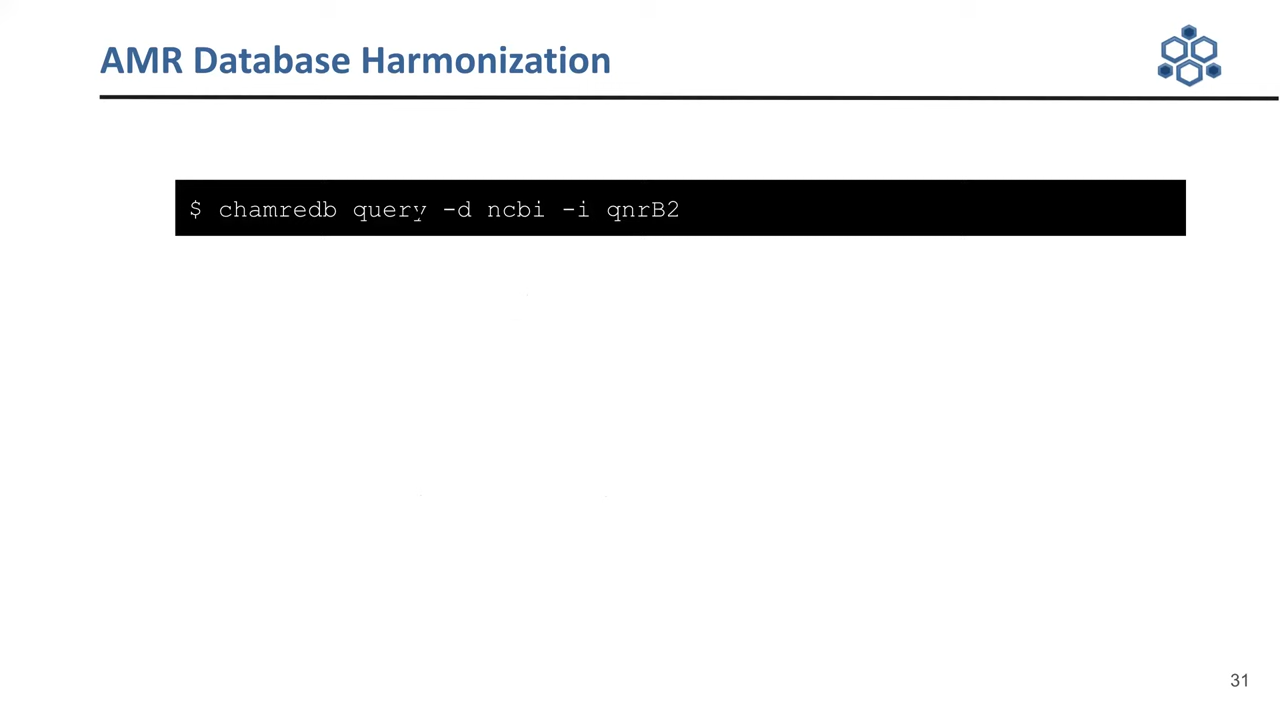 AMR Database Harmonization
$ chamredb query -d ncbi -i qnrB2
31